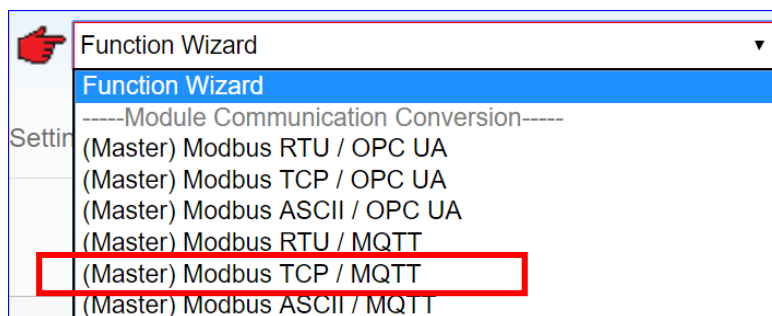 Function Wizard
Function Wizard
-----Module Communication Conversion-----
Settin
(Master) Modbus RTU / OPC UA
(Master) Modbus TCP / OPC UA
(Master) Modbus ASCII / OPC UA
(Master) Modbus RTU / MQTT
(Master) Modbus TCP / MQTT
(Master) Modbus ASCII / MQTT